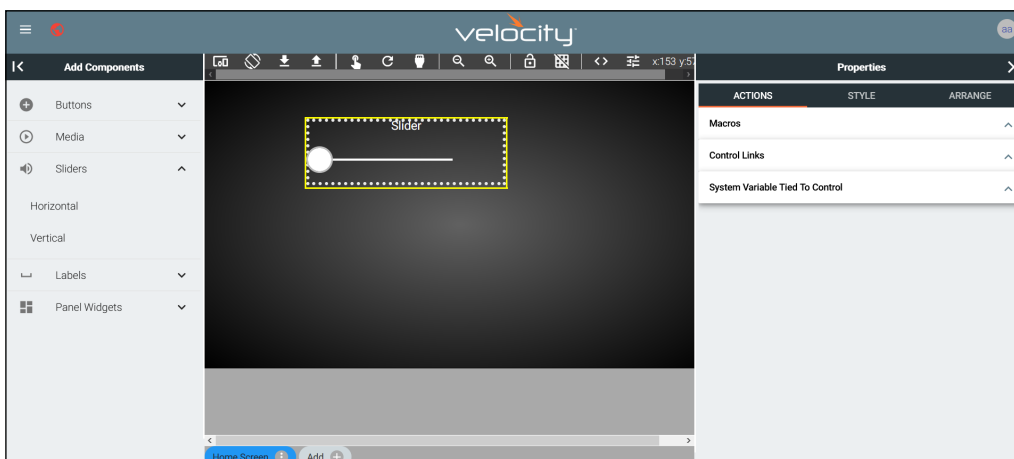 velocity
aa
Add Components
x:153 y:57
Properties
ACTIONS STYLE ARRANGE
Buttons
Media
Sliders
Horizontal
Vertical
Labels
Panel Widgets
Slider
Macros
Control Links
System Variable Tied To Control
Home Screen
Add